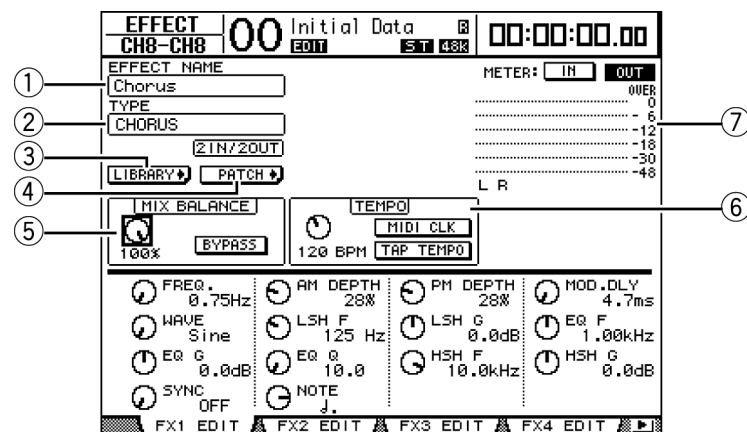 EFFECT
CH8-CH8
00
Initial Data R
EDIT ST 48K
00:00:00.00
EFFECT NAME
Chorus
TYPE
CHORUS
2IN/2OUT
LIBRARY PATCH
METER: IN OUT
OVER
0
- 6
-12
-18
-30
-48
L R
MIX BALANCE
100%
BYPASS
TEMPO
MIDI CLK
120 BPM TAP TEMPO
FREQ. AM DEPTH PM DEPTH MOD.DLY
0.75Hz 28% 28% 4.7ms
WAVE LSH F LSH G EQ F
Sine 125 Hz 0.0dB 1.00kHz
EQ G EQ Q HSH F HSH G
0.0dB 10.0 10.0kHz 0.0dB
SYNC NOTE
OFF
FX1 EDIT FX2 EDIT FX3 EDIT FX4 EDIT
1
2
3
4
5
6
7